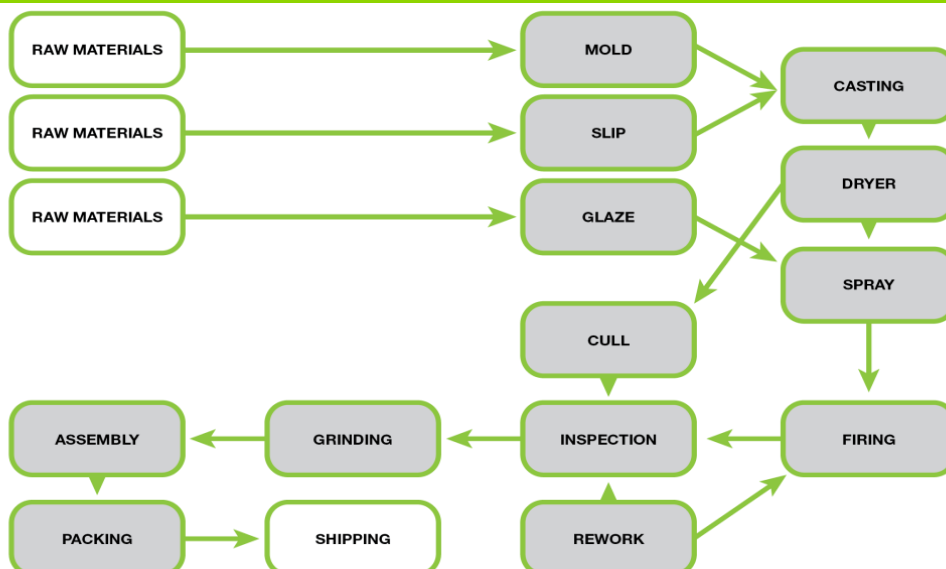 RAW MATERIALS
MOLD
CASTING
RAW MATERIALS
SLIP
DRYER
RAW MATERIALS
GLAZE
SPRAY
CULL
ASSEMBLY
GRINDING
INSPECTION
FIRING
PACKING
SHIPPING
REWORK